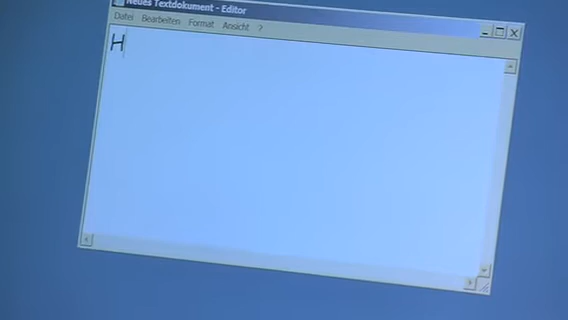 Neues Textdokument - Editor
Datei Bearbeiten Format Ansicht ?
H